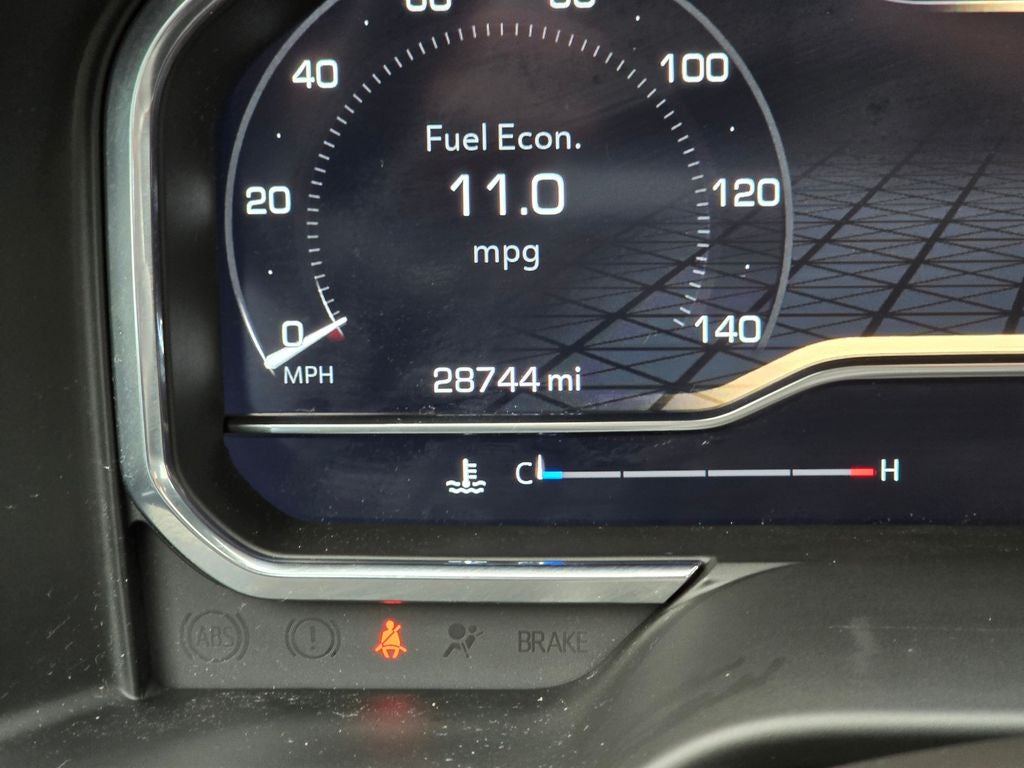 40
100
Fuel Econ.
20
11.0
120
mpg
0
140
MPH
28744 mi
C
H
ABS
BRAKE